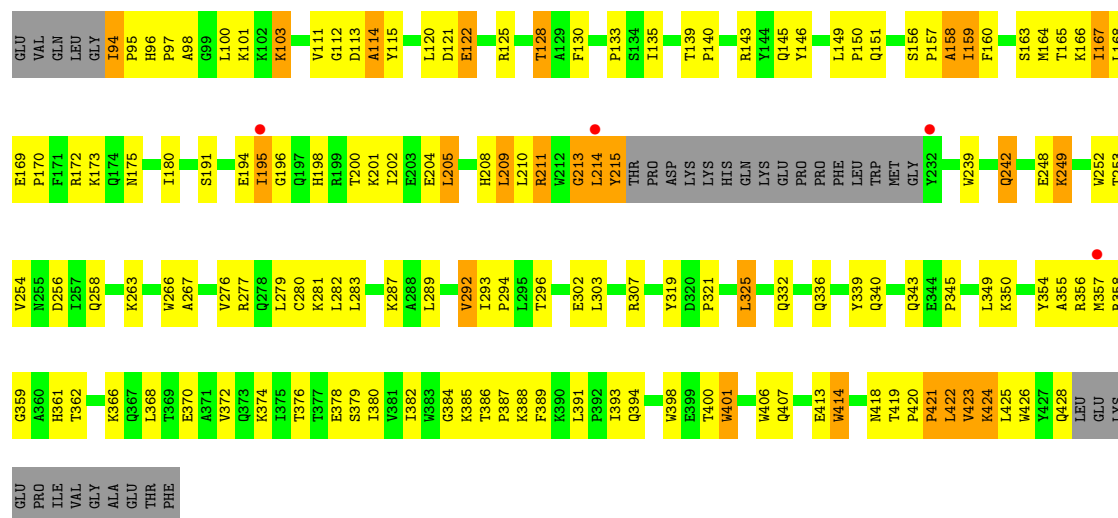 GLU VAL GLN LEU GLY I94 P95 H96 P97 A98 G99 L100 K101 K102 K103 V111 G112 D113 A114 Y115 L120 D121 E122 R125 T128 A129 F130 P133 S134 I135 T139 P140 R143 Y144 Q145 Y146 L149 P150 Q151 S156 P157 A158 I159 F160 S163 M164 T165 K166 I167 L168
E169 P170 F171 R172 K173 Q174 N175 I180 S191 E194 I195 G196 Q197 H198 R199 T200 K201 I202 E203 E204 L205 H208 L209 L210 R211 W212 G213 L214 Y215 THR PRO ASP LYS LYS HIS GLN LYS GLU PRO PRO PHE LEU TRP MET GLY Y232 W239 Q242 E248 K249 W252 T253
V254 N255 D256 I257 Q258 K263 W266 A267 V276 R277 Q278 L279 C280 K281 L282 L283 K287 A288 L289 V292 I293 P294 L295 T296 E302 L303 R307 Y319 D320 P321 L325 Q332 Q336 Y339 Q340 Q343 E344 P345 L349 K350 Y354 A355 R356 M357 R358
G359 A360 H361 T362 K366 Q367 L368 T369 E370 A371 V372 Q373 K374 I375 T376 T377 E378 S379 I380 V381 I382 W383 G384 K385 T386 P387 K388 F389 K390 L391 P392 I393 Q394 W398 E399 T400 W401 W406 Q407 E413 W414 N418 T419 P420 P421 L422 V423 K424 L425 W426 Y427 Q428 LEU GLU LYS
GLU PRO ILE VAL GLY ALA GLU THR PHE